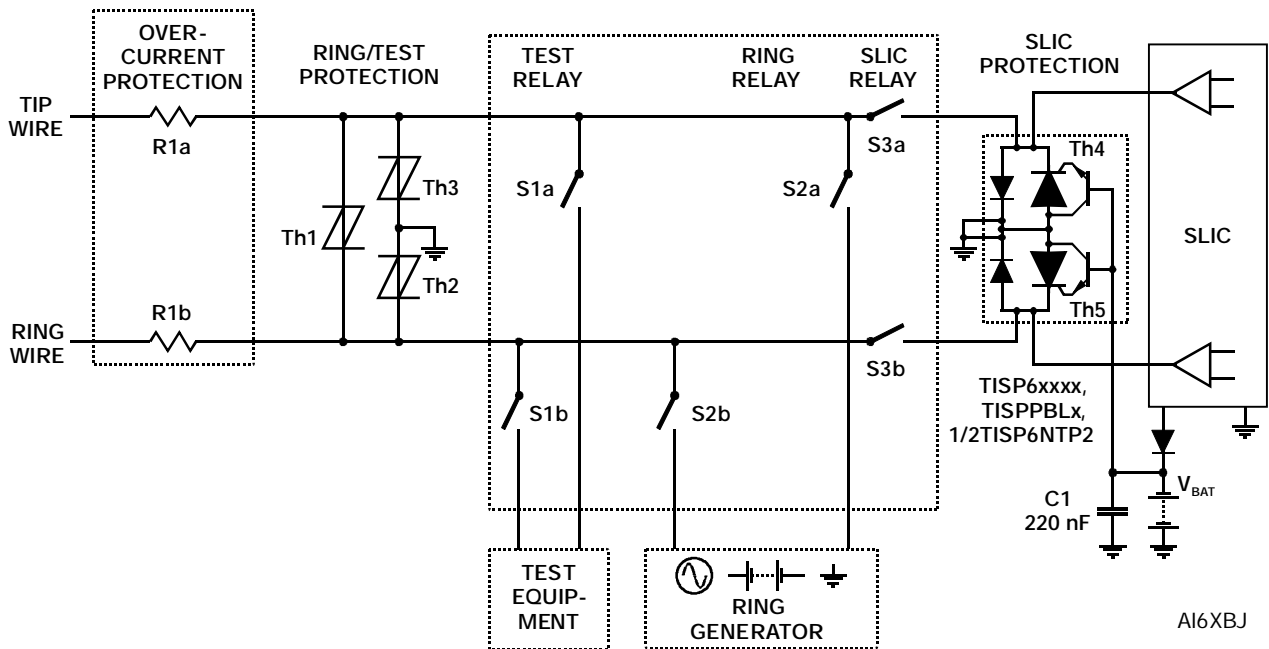 OVER-
CURRENT
PROTECTION
RING/TEST
PROTECTION
TEST
RELAY
RING
RELAY
SLIC
RELAY
SLIC
PROTECTION
TIP
WIRE
R1a
S3a
Th4
Th3
S1a
S2a
Th1
SLIC
Th2
R1b
Th5
RING
WIRE
S3b
S1b
S2b
TISP6xxxx,
TISPPBLx,
1/2TISP6NTP2
C1
220 nF
VBAT
TEST
EQUIP-
MENT
RING
GENERATOR
AI6XBJ